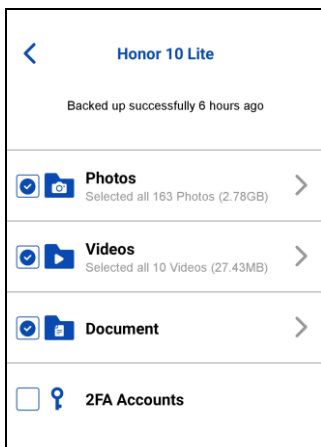 Honor 10 Lite
Backed up successfully 6 hours ago
Photos
Selected all 163 Photos (2.78GB)
Videos
Selected all 10 Videos (27.43MB)
Document
2FA Accounts